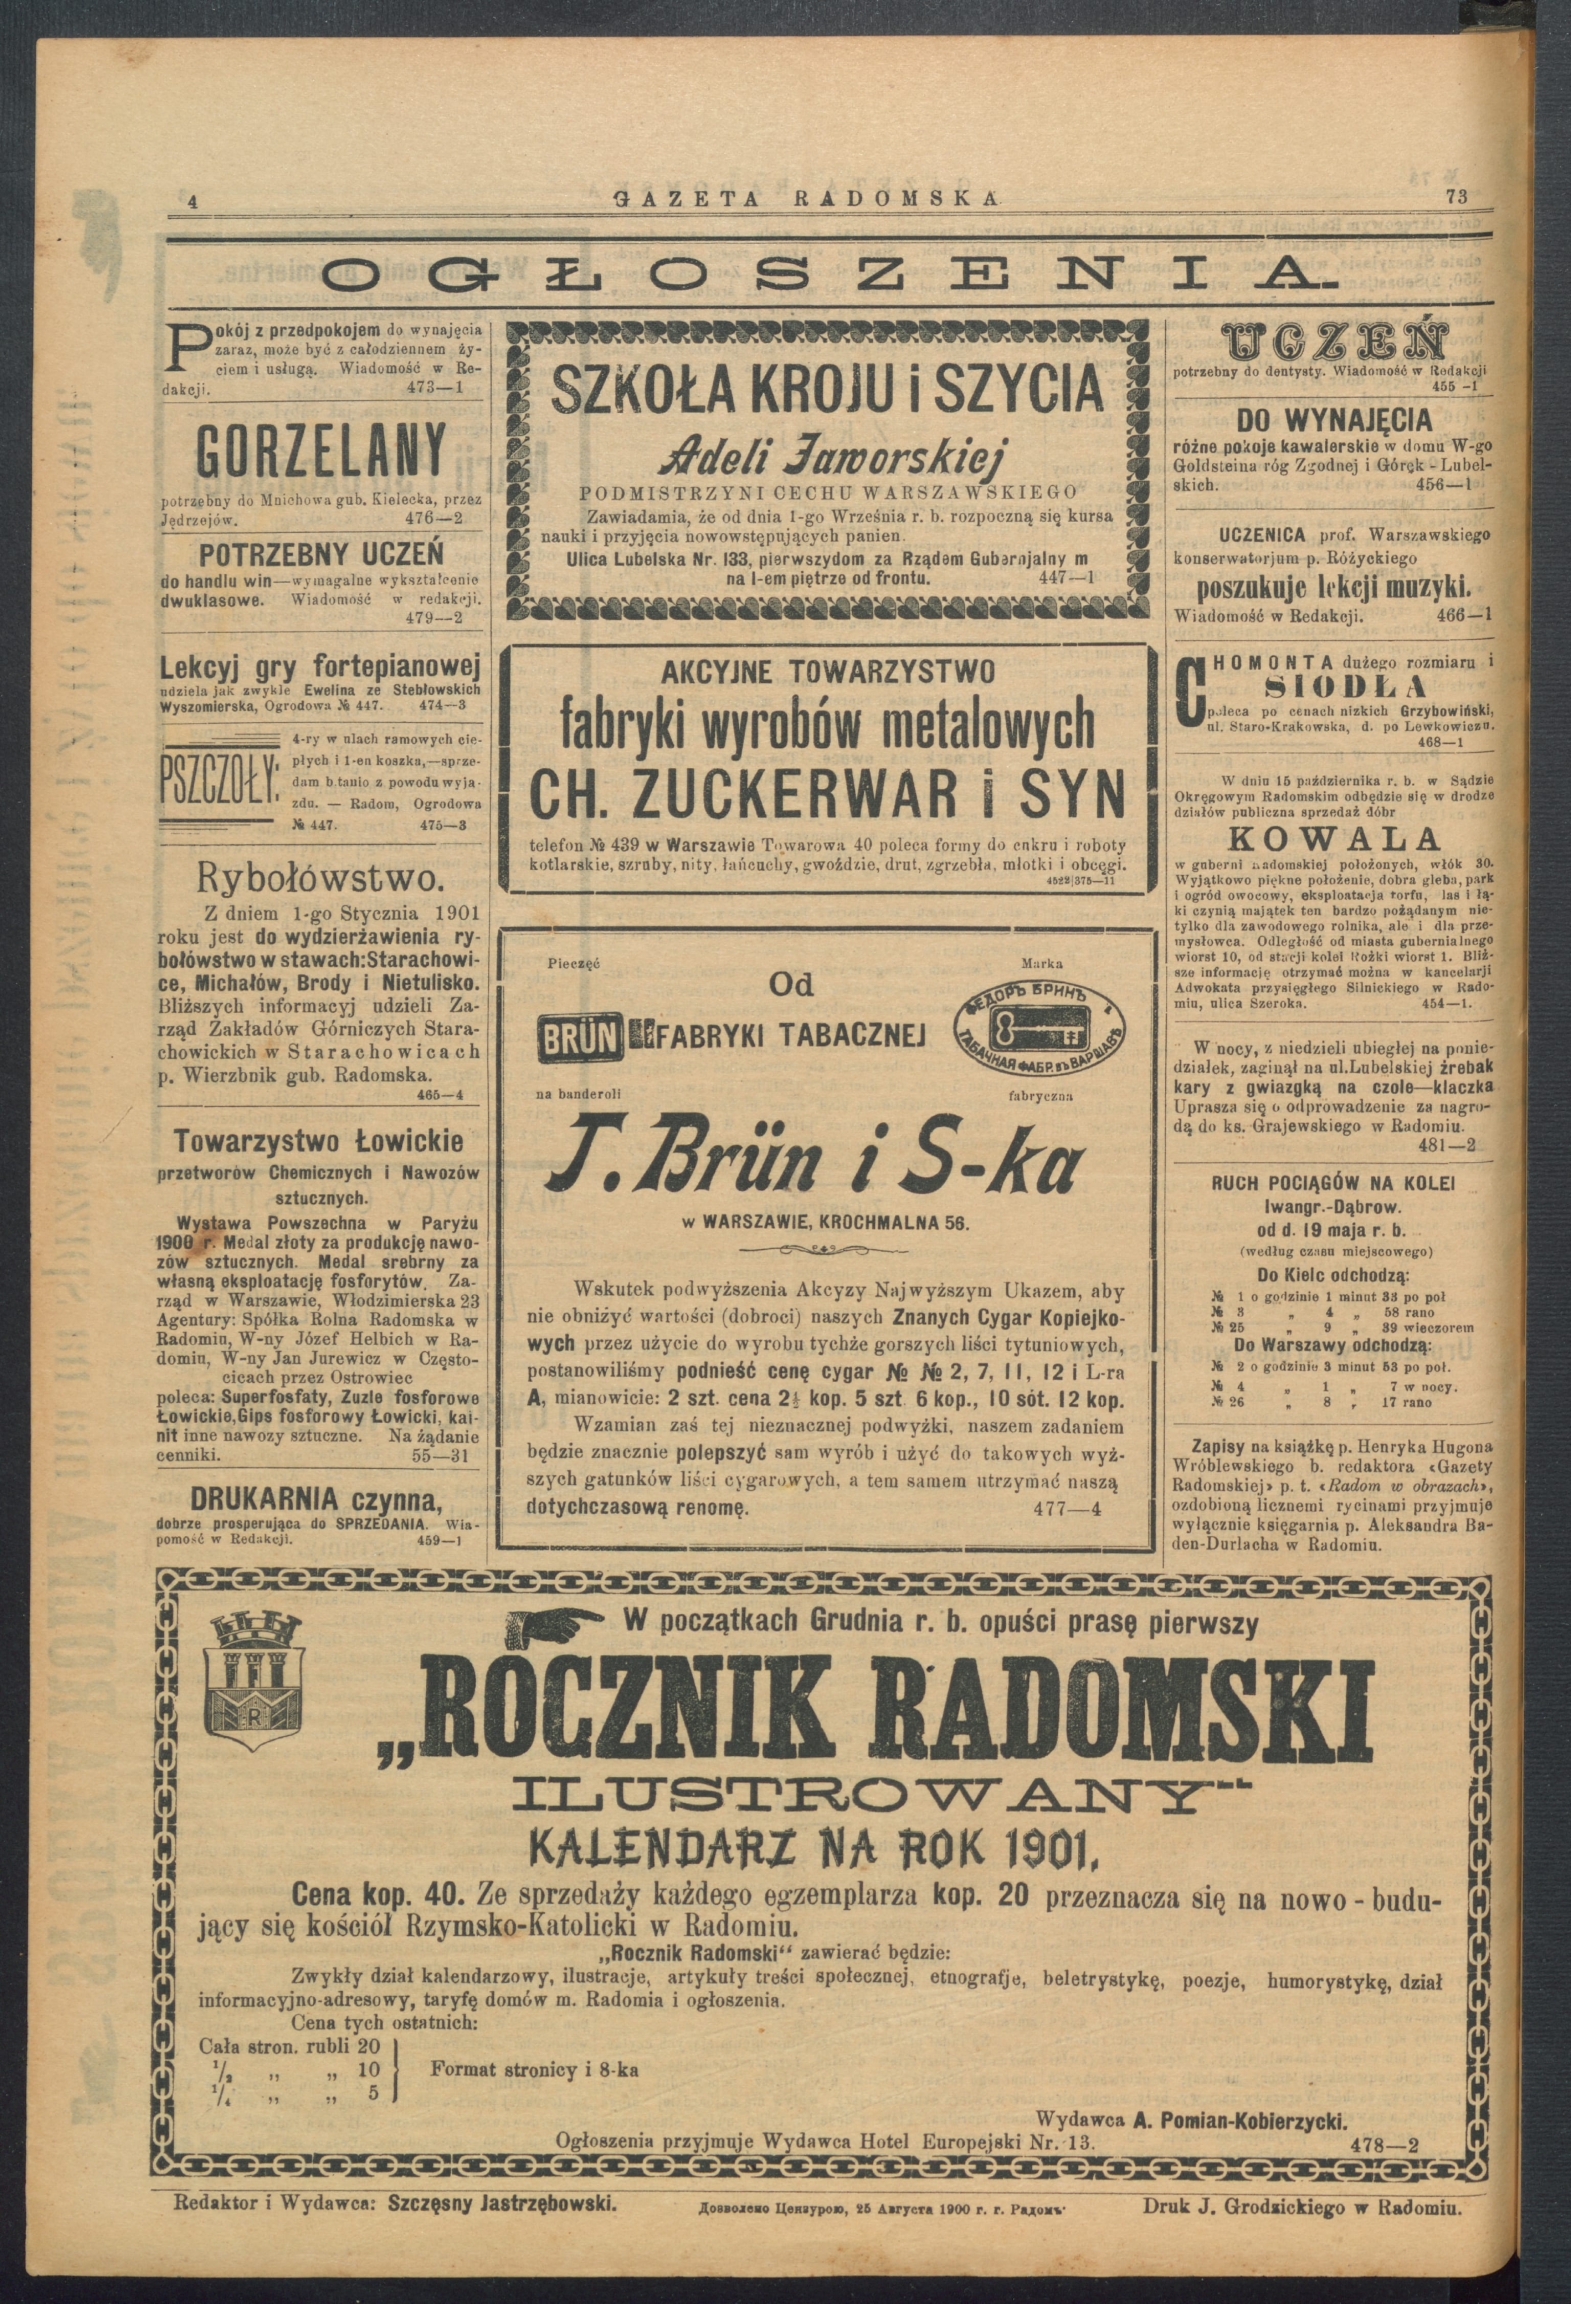 4
GAZETA RADOMSKA
73
OGŁOSZENIA.
Pokój z przedpokojem do wynajęcia
zaraz, może być z całodziennem ży-
ciem i usługą. Wiadomość w Re-
dakcji. 473—1
GORZELANY
potrzebny do Mnichowa gub. Kielecka, przez
Jędrzejów. 476—2
POTRZEBNY UCZEŃ
do handlu win—wymagalne wykształcenie
dwuklasowe. Wiadomość w redakcji.
479—2
Lekcyj gry fortepianowej
udziela jak zwykle Ewelina ze Stebłowskich
Wyszomierska, Ogrodowa № 447. 474—3
PSZCZOŁY:
4-ry w ulach ramowych cie-
płych i 1-en koszka,—sprze-
dam b.tanio z powodu wyja-
zdu. — Radom, Ogrodowa
№ 447. 475—3
Rybołówstwo.
Z dniem 1-go Stycznia 1901
roku jest do wydzierżawienia ry-
bołówstwo w stawach:Starachowi-
ce, Michałów, Brody i Nietulisko.
Bliższych informacyj udzieli Za-
rząd Zakładów Górniczych Stara-
chowickich w Starachowicach
p. Wierzbnik gub. Radomska.
465—4
Towarzystwo Łowickie
przetworów Chemicznych i Nawozów
sztucznych.
Wystawa Powszechna w Paryżu
1900 r. Medal złoty za produkcję nawo-
zów sztucznych. Medal srebrny za
własną eksploatację fosforytów. Za-
rząd w Warszawie, Włodzimierska 23
Agentury: Spółka Rolna Radomska w
Radomiu, W-ny Józef Helbich w Ra-
domiu, W-ny Jan Jurewicz w Często-
cicach przez Ostrowiec
poleca: Superfosfaty, Zuzle fosforowe
Łowickie,Gips fosforowy Łowicki, kai-
nit inne nawozy sztuczne. Na żądanie
cenniki. 55—31
DRUKARNIA czynna,
dobrze prosperująca do SPRZEDANIA. Wia-
pomość w Redakcji. 459—1
SZKOŁA KROJU i SZYCIA
Adeli Jaworskiej
PODMISTRZYNI CECHU WARSZAWSKIEGO
Zawiadamia, że od dnia 1-go Września r. b. rozpoczną się kursa
nauki i przyjęcia nowowstępujących panien.
Ulica Lubelska Nr. 133, pierwszydom za Rządem Gubernjalny m
na I-em piętrze od frontu. 447—1
AKCYJNE TOWARZYSTWO
fabryki wyrobów metalowych
CH. ZUCKERWAR i SYN
telefon № 439 w Warszawie Towarowa 40 poleca formy do cukru i roboty
kotlarskie, szruby, nity, łańcuchy, gwoździe, drut, zgrzebła, młotki i obcęgi.
4522|375—11
Pieczęć
Od
Marka
BRÜN
FABRYKI TABACZNEJ
ФЕДОРЪ БРИНЪ
ТАБАЧНАЯ ФАБР. въ ВАРШАВѢ
na banderoli
fabryczna
J. Brün i S-ka
w WARSZAWIE, KROCHMALNA 56.
Wskutek podwyższenia Akcyzy Najwyższym Ukazem, aby
nie obniżyć wartości (dobroci) naszych Znanych Cygar Kopiejko-
wych przez użycie do wyrobu tychże gorszych liści tytuniowych,
postanowiliśmy podnieść cenę cygar № № 2, 7, 11, 12 i L-ra
A, mianowicie: 2 szt. cena 2½ kop. 5 szt. 6 kop., 10 sót. 12 kop.
Wzamian zaś tej nieznacznej podwyżki, naszem zadaniem
będzie znacznie polepszyć sam wyrób i użyć do takowych wyż-
szych gatunków liści cygarowych, a tem samem utrzymać naszą
dotychczasową renomę. 477—4
UCZEŃ
potrzebny do dentysty. Wiadomość w Redakcji
455—1
DO WYNAJĘCIA
różne pokoje kawalerskie w domu W-go
Goldsteina róg Zgodnej i Górek-Lubel-
skich. 456—1
UCZENICA prof. Warszawskiego
konserwatorjum p. Różyckiego
poszukuje lekcji muzyki.
Wiadomość w Redakcji. 466—1
CHOMONTA dużego rozmiaru i
SIODŁA
poleca po cenach nizkich Grzybowiński,
ul. Staro-Krakowska, d. po Lewkowiczu.
468—1
W dniu 15 października r. b. w Sądzie
Okręgowym Radomskim odbędzie się w drodze
działów publiczna sprzedaż dóbr
KOWALA
w guberni Radomskiej położonych, włók 30.
Wyjątkowo piękne położenie, dobra gleba, park
i ogród owocowy, eksploatacja torfu, las i łą-
ki czynią majątek ten bardzo pożądanym nie-
tylko dla zawodowego rolnika, ale i dla prze-
mysłowca. Odległość od miasta gubernialnego
wiorst 10, od stacji kolei Rożki wiorst 1. Bliż-
sze informację otrzymać można w kancelarji
Adwokata przysięgłego Silnickiego w Rado-
miu, ulica Szeroka. 454—1.
W nocy, z niedzieli ubiegłej na ponie-
działek, zaginął na ul.Lubelskiej źrebak
kary z gwiazgką na czole—klaczka
Uprasza się o odprowadzenie za nagro-
dą do ks. Grajewskiego w Radomiu.
481—2
RUCH POCIĄGÓW NA KOLEI
Iwangr.-Dąbrow.
od d. 19 maja r. b.
(według czasu miejscowego)
Do Kielc odchodzą:
№ 1 o godzinie 1 minut 33 po poł
№ 3 „ 4 „ 58 rano
№ 25 „ 9 „ 39 wieczorem
Do Warszawy odchodzą:
№ 2 o godzinie 3 minut 53 po poł.
№ 4 „ 1 „ 7 w nocy.
№ 26 „ 8 „ 17 rano
Zapisy na książkę p. Henryka Hugona
Wróblewskiego b. redaktora «Gazety
Radomskiej» p. t. «Radom w obrazach»,
ozdobioną licznemi rycinami przyjmuje
wyłącznie księgarnia p. Aleksandra Ba-
den-Durlacha w Radomiu.
W początkach Grudnia r. b. opuści prasę pierwszy
R
„ROCZNIK RADOMSKI
ILUSTROWANY“
KALENDARZ NA ROK 1901.
Cena kop. 40. Ze sprzedaży każdego egzemplarza kop. 20 przeznacza się na nowo-budu-
jący się kościół Rzymsko-Katolicki w Radomiu.
„Rocznik Radomski“ zawierać będzie:
Zwykły dział kalendarzowy, ilustracje, artykuły treści społecznej, etnografje, beletrystykę, poezje, humorystykę, dział
informacyjno-adresowy, taryfę domów m. Radomia i ogłoszenia.
Cena tych ostatnich:
Cała stron. rubli 20
1/2 „ „ 10 Format stronicy i 8-ka
1/4 „ „ 5
Wydawca A. Pomian-Kobierzycki.
Ogłoszenia przyjmuje Wydawca Hotel Europejski Nr. 13. 478—2
Redaktor i Wydawca: Szczęsny Jastrzębowski.
Дозволено Цензурою, 25 Августа 1900 г. г. Радомъ
Druk J. Grodzickiego w Radomiu.